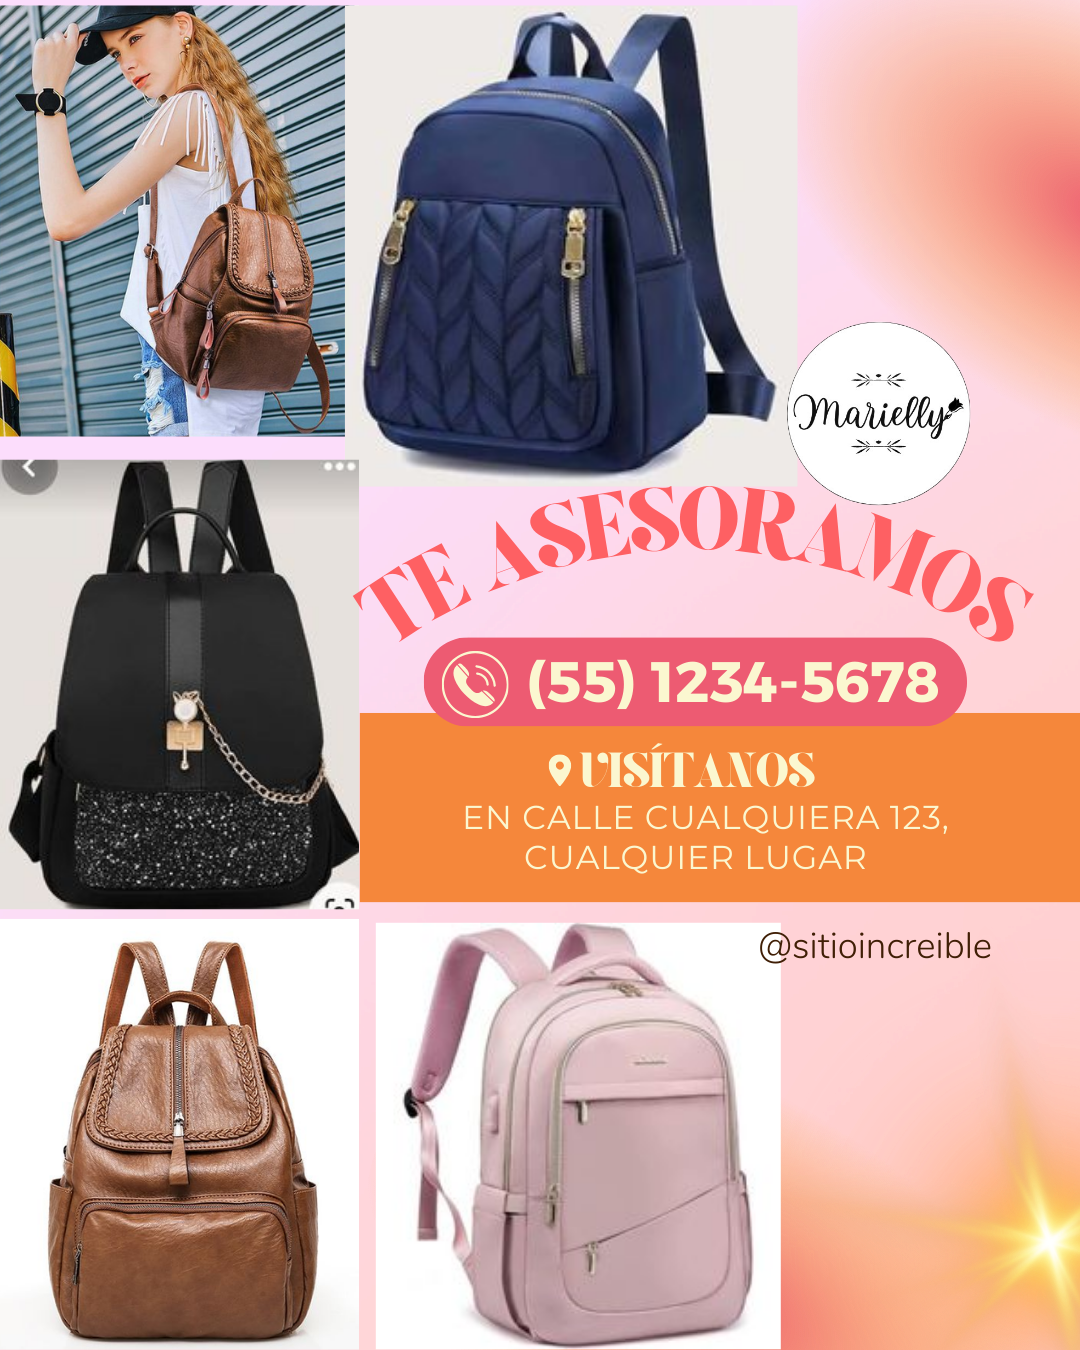 Marielly
TE ASESORAMOS
(55) 1234-5678
VISÍTANOS
EN CALLE CUALQUIERA 123,
CUALQUIER LUGAR
@sitioincreible